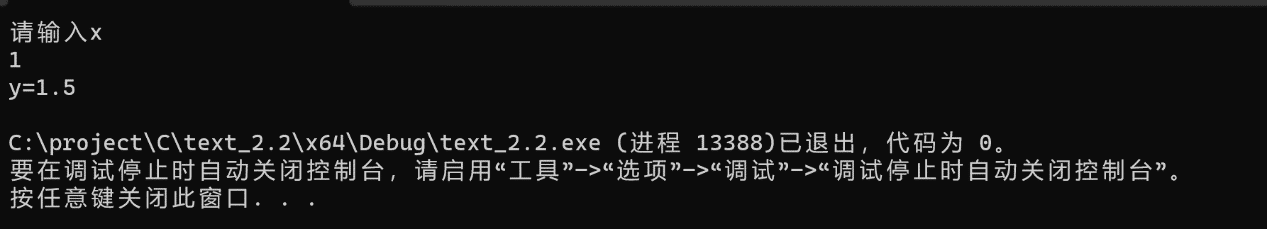 请输入x
1
y=1.5
C:\project\C\text_2.2\x64\Debug\text_2.2.exe (进程 13388)已退出，代码为 0。
要在调试停止时自动关闭控制台，请启用“工具”->“选项”->“调试”->“调试停止时自动关闭控制台”。
按任意键关闭此窗口. . .